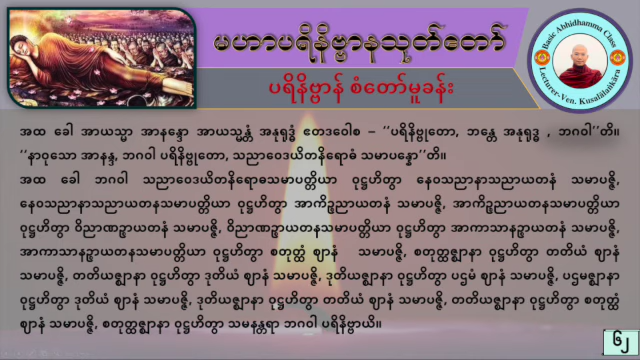 မဟာပရိနိဗ္ဗာနသုတ်တော်
ပရိနိဗ္ဗာန် စံတော်မူခန်း
Basic Abhidhamma Class
Lecturer-Ven. Kusalālaṅkāra
အထ ခေါ အာယသ္မာ အာနန္ဒော အာယသ္မန္တံ အနုရုဒ္ဓံ ဧတဒဝေါစ – ‘‘ပရိနိဗ္ဗုတော, ဘန္တေ အနုရုဒ္ဓ , ဘဂဝါ’’တိ။
‘‘နာဝုသော အာနန္ဒ, ဘဂဝါ ပရိနိဗ္ဗုတော, သညာဝေဒယိတနိရောဓံ သမာပန္နော’’တိ။
အထ ခေါ ဘဂဝါ သညာဝေဒယိတနိရောဓသမာပတ္တိယာ ဝုဋ္ဌဟိတွာ နေဝသညာနာသညာယတနံ သမာပဇ္ဇိ,
နေဝသညာနာသညာယတနသမာပတ္တိယာ ဝုဋ္ဌဟိတွာ အာကိဉ္စညာယတနံ သမာပဇ္ဇိ, အာကိဉ္စညာယတနသမာပတ္တိယာ
ဝုဋ္ဌဟိတွာ ဝိညာဏဉ္စာယတနံ သမာပဇ္ဇိ, ဝိညာဏဉ္စာယတနသမာပတ္တိယာ ဝုဋ္ဌဟိတွာ အာကာသာနဉ္စာယတနံ သမာပဇ္ဇိ,
အာကာသာနဉ္စာယတနသမာပတ္တိယာ ဝုဋ္ဌဟိတွာ စတုတ္ထံ ဈာနံ သမာပဇ္ဇိ, စတုတ္ထဇ္ဈာနာ ဝုဋ္ဌဟိတွာ တတိယံ ဈာနံ
သမာပဇ္ဇိ, တတိယဇ္ဈာနာ ဝုဋ္ဌဟိတွာ ဒုတိယံ ဈာနံ သမာပဇ္ဇိ, ဒုတိယဇ္ဈာနာ ဝုဋ္ဌဟိတွာ ပဌမံ ဈာနံ သမာပဇ္ဇိ, ပဌမဇ္ဈာနာ
ဝုဋ္ဌဟိတွာ ဒုတိယံ ဈာနံ သမာပဇ္ဇိ, ဒုတိယဇ္ဈာနာ ဝုဋ္ဌဟိတွာ တတိယံ ဈာနံ သမာပဇ္ဇိ, တတိယဇ္ဈာနာ ဝုဋ္ဌဟိတွာ စတုတ္ထံ
ဈာနံ သမာပဇ္ဇိ, စတုတ္ထဇ္ဈာနာ ဝုဋ္ဌဟိတွာ သမနန္တရာ ဘဂဝါ ပရိနိဗ္ဗာယိ။
၆၂